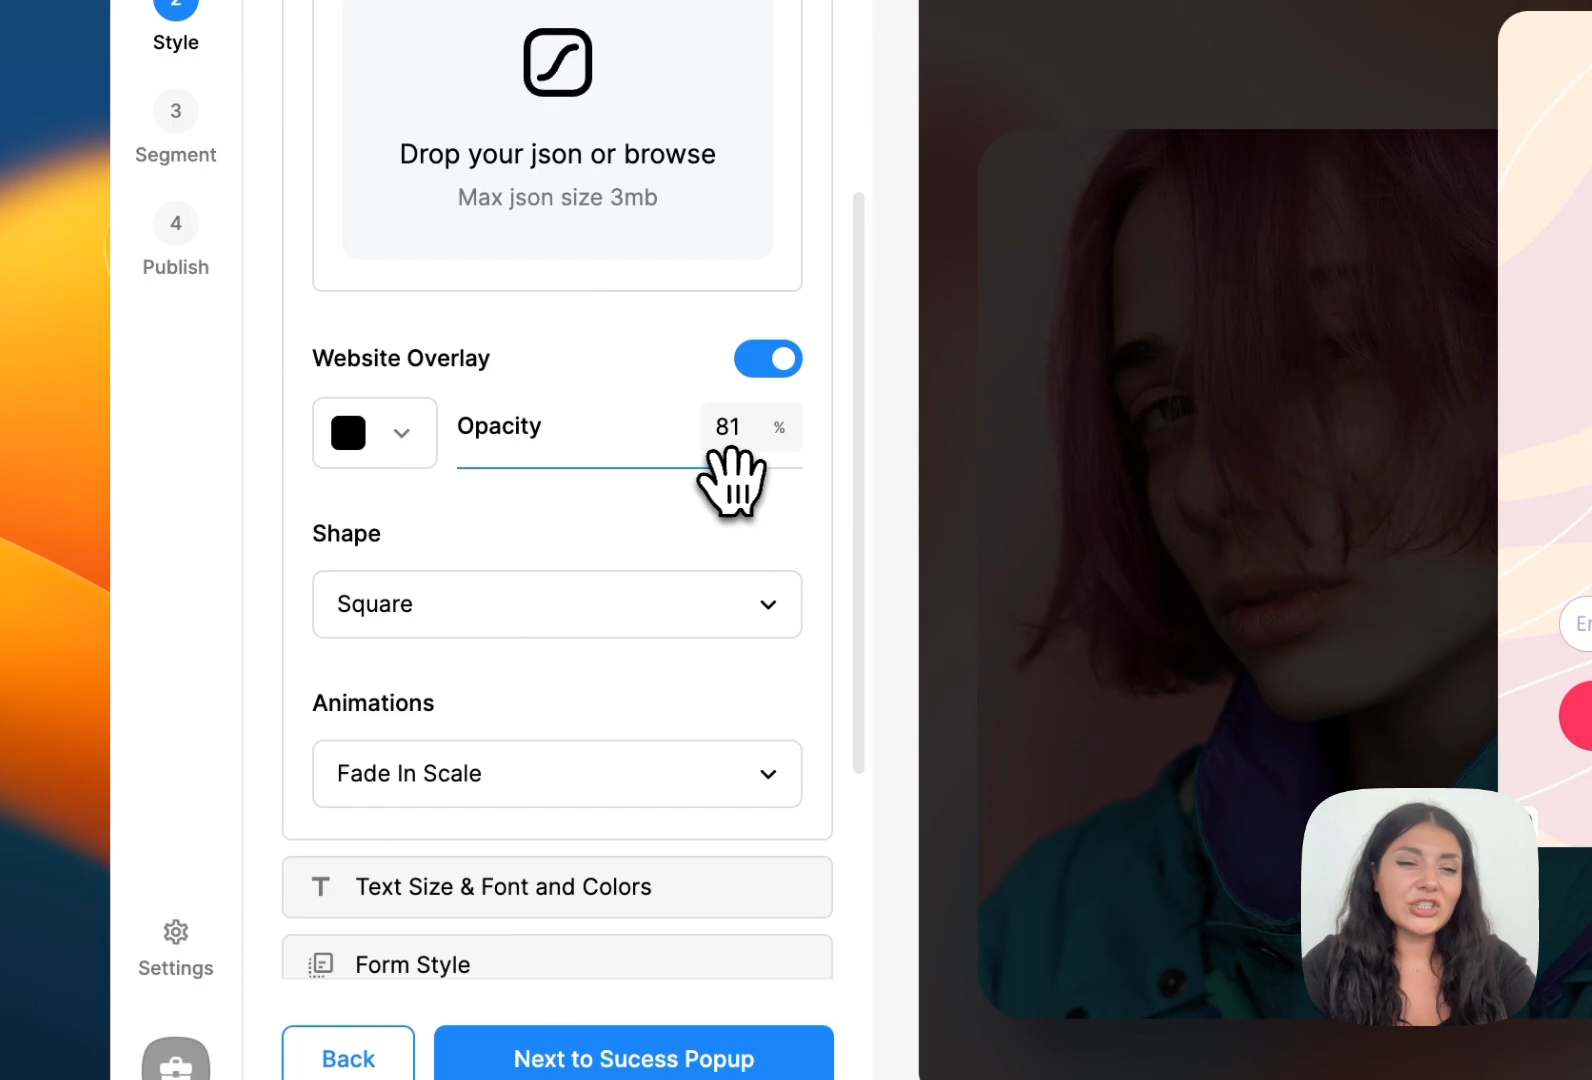 2
Style
3
Segment
4
Publish
Settings
Drop your json or browse
Max json size 3mb
Website Overlay
Opacity
81 %
Shape
Square
Animations
Fade In Scale
Text Size & Font and Colors
Form Style
Back
Next to Sucess Popup